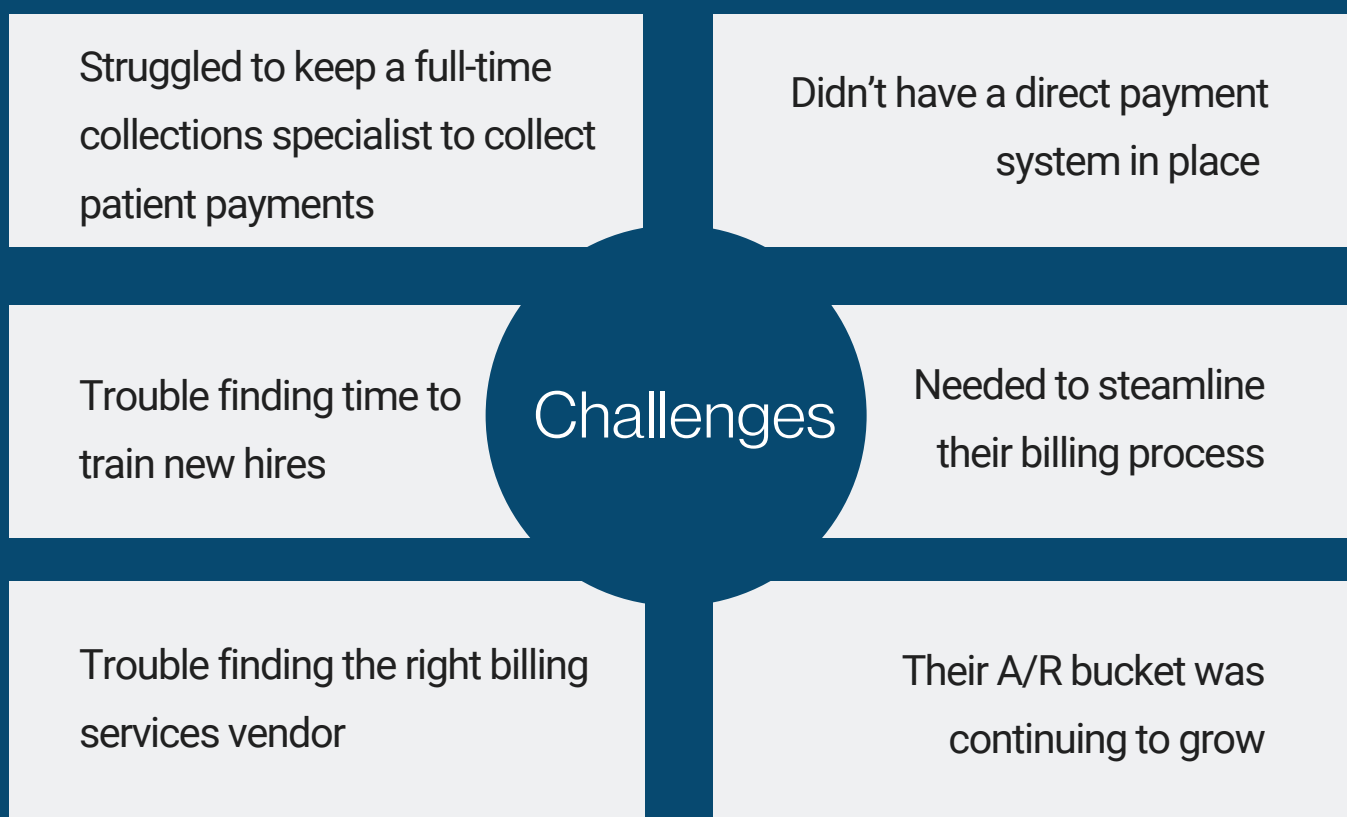 Struggled to keep a full-time
collections specialist to collect
patient payments
Didn’t have a direct payment
system in place
Trouble finding time to
train new hires
Challenges
Needed to steamline
their billing process
Trouble finding the right billing
services vendor
Their A/R bucket was
continuing to grow